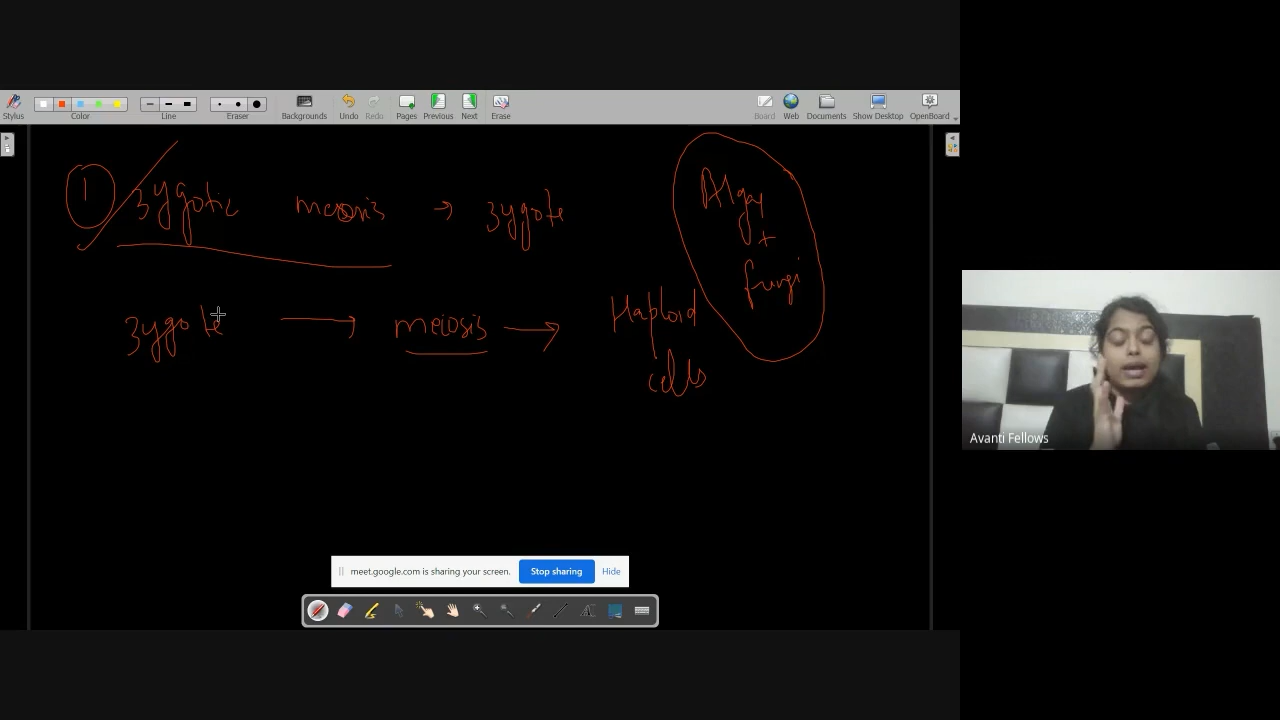 Stylus
Color
Line
Eraser
Backgrounds
Undo
Redo
Pages
Previous
Next
Erase
Board
Web
Documents
Show Desktop
OpenBoard
1 Zygotic meiosis → zygote
Algae
+
fungi
zygote → meiosis → Haploid
cells
Avanti Fellows
meet.google.com is sharing your screen. Stop sharing Hide